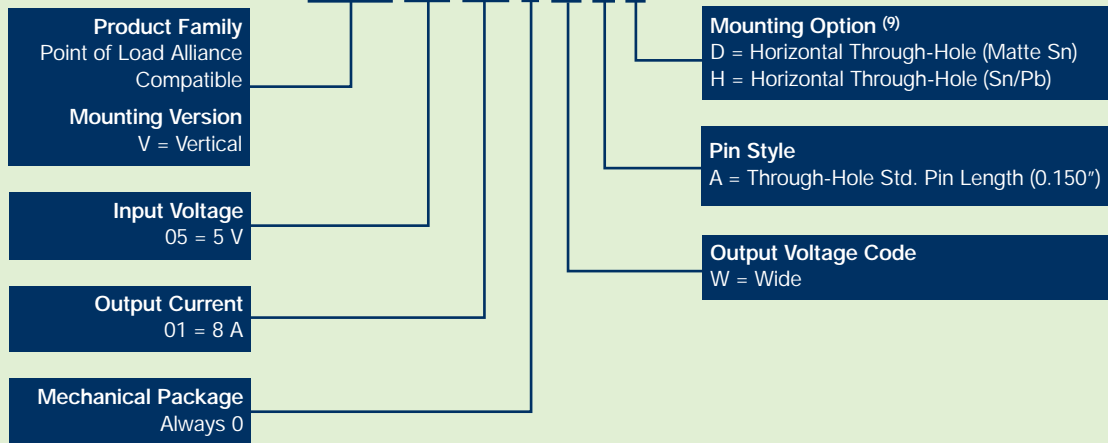 Product Family
Point of Load Alliance
Compatible
Mounting Version
V = Vertical
Input Voltage
05 = 5 V
Output Current
01 = 8 A
Mechanical Package
Always 0
Mounting Option (9)
D = Horizontal Through-Hole (Matte Sn)
H = Horizontal Through-Hole (Sn/Pb)
Pin Style
A = Through-Hole Std. Pin Length (0.150")
Output Voltage Code
W = Wide